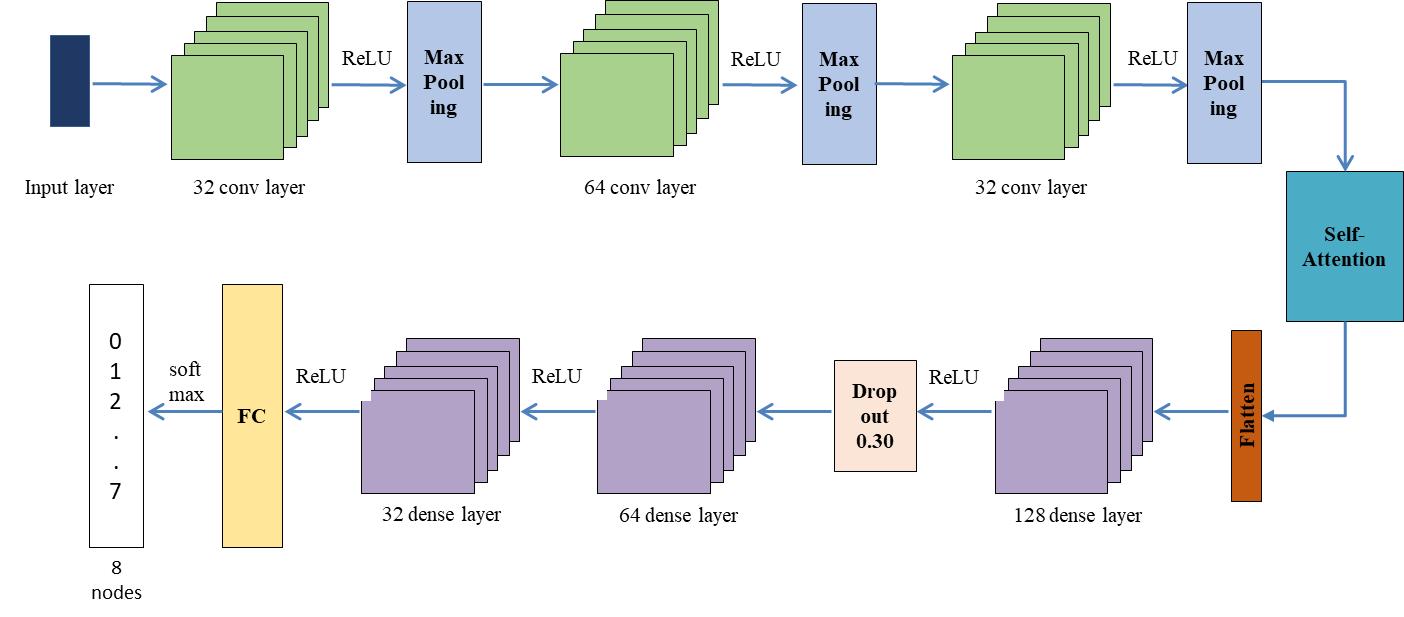 ReLU
Max
Pool
ing
ReLU
Max
Pool
ing
ReLU
Max
Pool
ing
Input layer
32 conv layer
64 conv layer
32 conv layer
Self-
Attention
0
1
2
.
.
7
soft
max
FC
ReLU
ReLU
Drop
out
0.30
ReLU
Flatten
32 dense layer
64 dense layer
128 dense layer
8
nodes